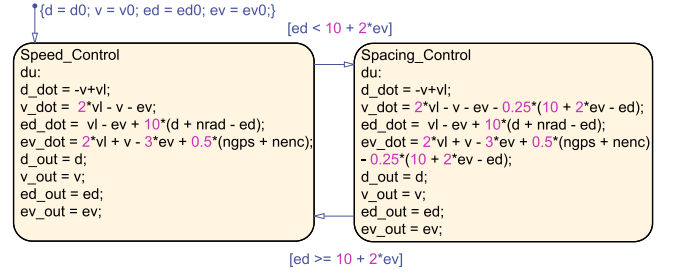 {d = d0; v = v0; ed = ed0; ev = ev0;}
[ed < 10 + 2*ev]
Speed_Control
du:
d_dot = -v+vl;
v_dot =  2*vl - v - ev;
ed_dot =  vl - ev + 10*(d + nrad - ed);
ev_dot = 2*vl + v - 3*ev + 0.5*(ngps + nenc);
d_out = d;
v_out = v;
ed_out = ed;
ev_out = ev;
Spacing_Control
du:
d_dot = -v+vl;
v_dot = 2*vl - v - ev - 0.25*(10 + 2*ev - ed);
ed_dot =  vl - ev + 10*(d + nrad - ed);
ev_dot = 2*vl + v - 3*ev + 0.5*(ngps + nenc)
- 0.25*(10 + 2*ev - ed);
d_out = d;
v_out = v;
ed_out = ed;
ev_out = ev;
[ed >= 10 + 2*ev]